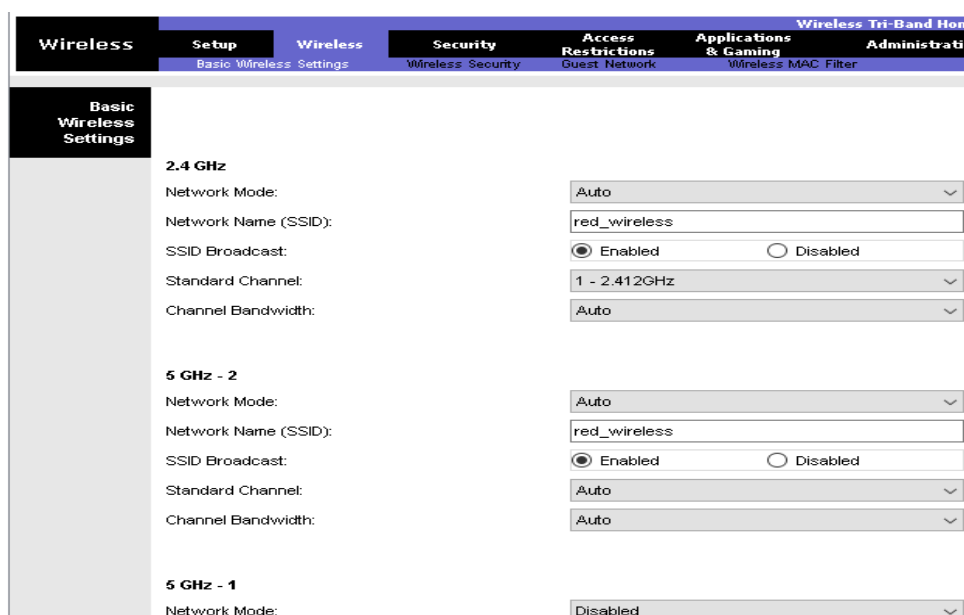 Wireless Tri-Band Hom
Wireless
Setup Wireless Security Access Restrictions Applications & Gaming Administrati
Basic Wireless Settings Wireless Security Guest Network Wireless MAC Filter
Basic
Wireless
Settings
2.4 GHz
Network Mode: Auto
Network Name (SSID): red_wireless
SSID Broadcast: Enabled Disabled
Standard Channel: 1 - 2.412GHz
Channel Bandwidth: Auto
5 GHz - 2
Network Mode: Auto
Network Name (SSID): red_wireless
SSID Broadcast: Enabled Disabled
Standard Channel: Auto
Channel Bandwidth: Auto
5 GHz - 1
Network Mode: Disabled